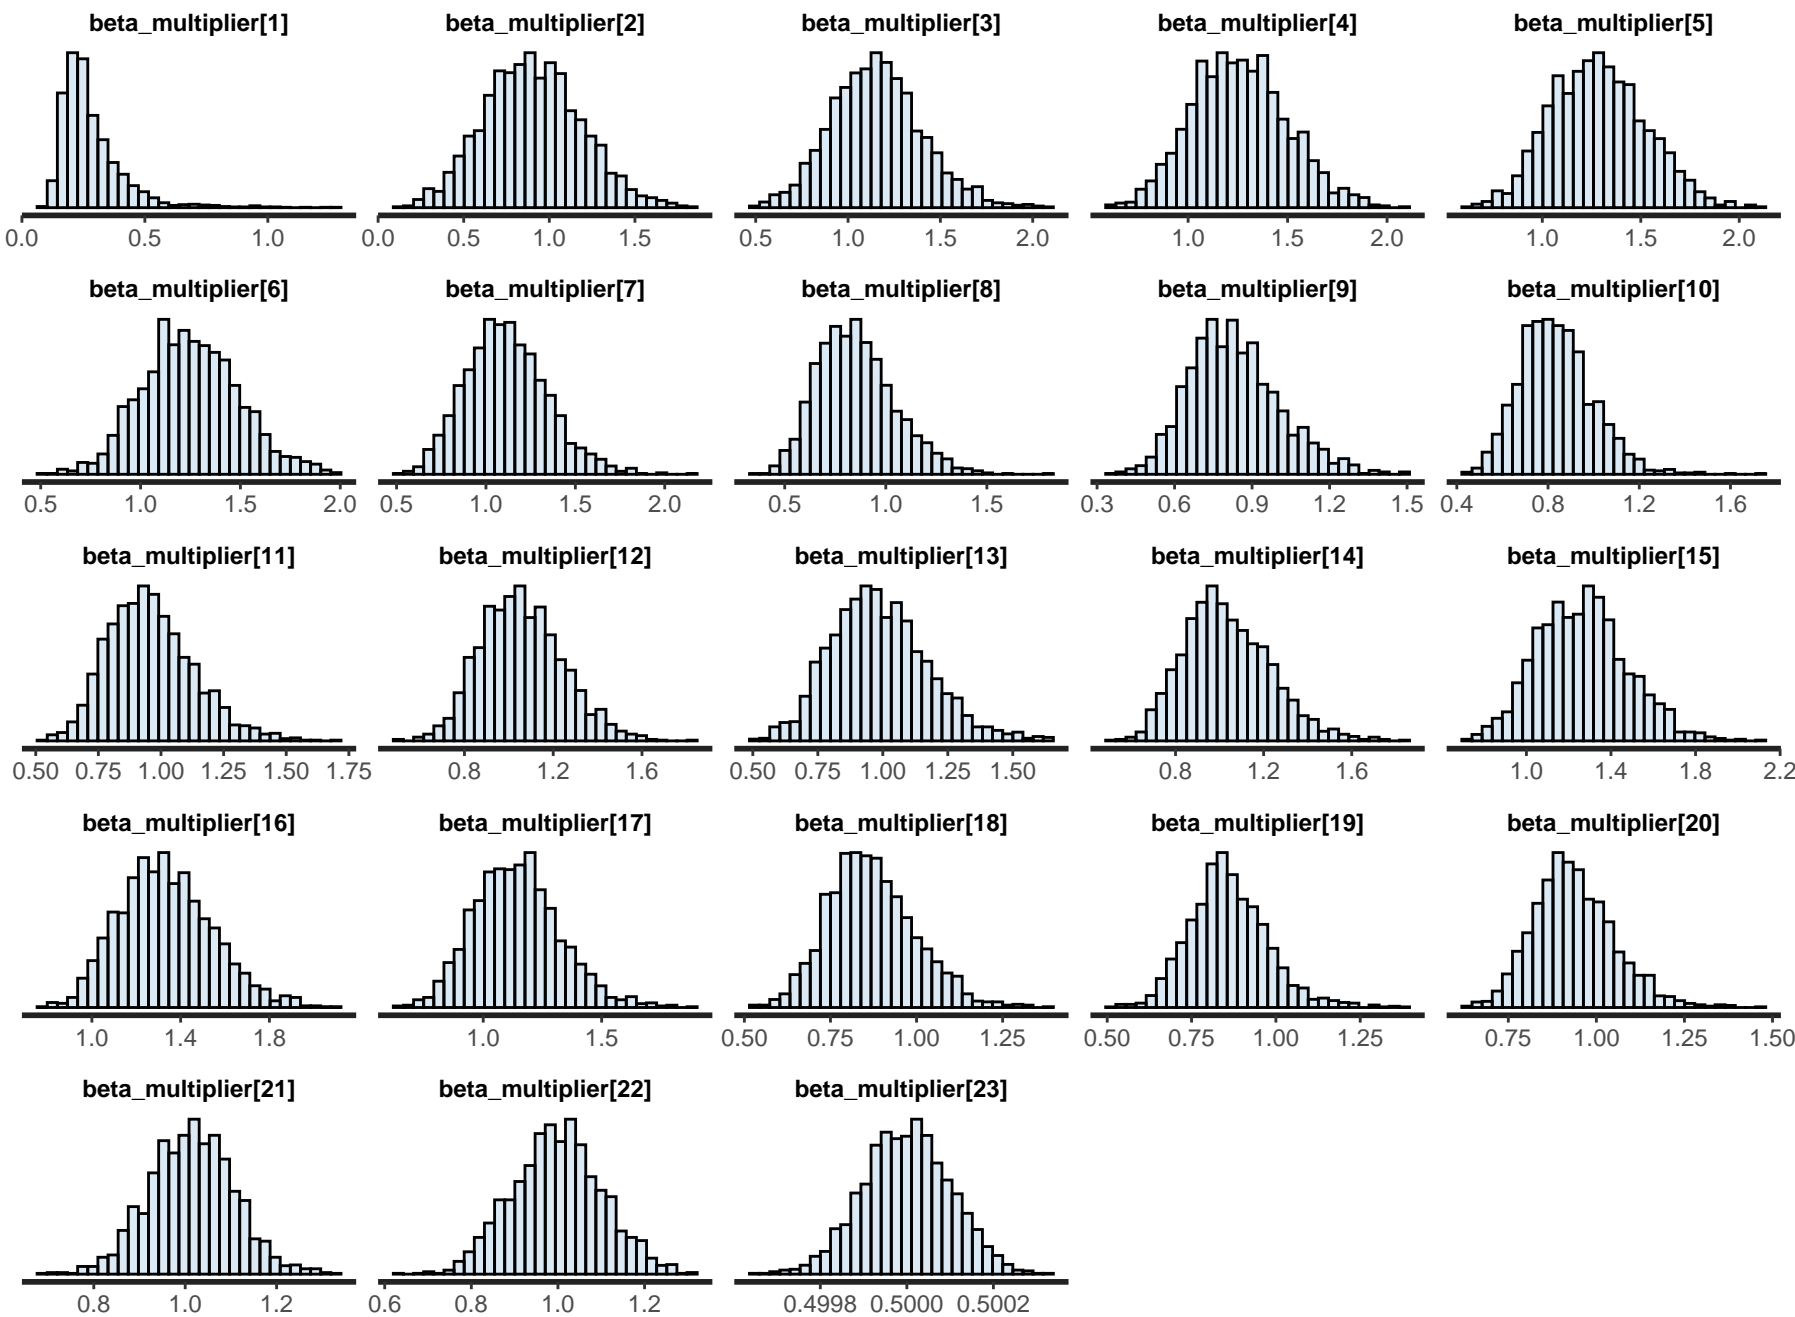 beta_multiplier[1] beta_multiplier[2] beta_multiplier[3] beta_multiplier[4] beta_multiplier[5]
0.0 0.5 1.0 0.0 0.5 1.0 1.5 0.5 1.0 1.5 2.0 1.0 1.5 2.0 1.0 1.5 2.0
beta_multiplier[6] beta_multiplier[7] beta_multiplier[8] beta_multiplier[9] beta_multiplier[10]
0.5 1.0 1.5 2.0 0.5 1.0 1.5 2.0 0.5 1.0 1.5 0.3 0.6 0.9 1.2 1.5 0.4 0.8 1.2 1.6
beta_multiplier[11] beta_multiplier[12] beta_multiplier[13] beta_multiplier[14] beta_multiplier[15]
0.50 0.75 1.00 1.25 1.50 1.75 0.8 1.2 1.6 0.50 0.75 1.00 1.25 1.50 0.8 1.2 1.6 1.0 1.4 1.8 2.2
beta_multiplier[16] beta_multiplier[17] beta_multiplier[18] beta_multiplier[19] beta_multiplier[20]
1.0 1.4 1.8 1.0 1.5 0.50 0.75 1.00 1.25 0.50 0.75 1.00 1.25 0.75 1.00 1.25 1.50
beta_multiplier[21] beta_multiplier[22] beta_multiplier[23]
0.8 1.0 1.2 0.6 0.8 1.0 1.2 0.4998 0.5000 0.5002